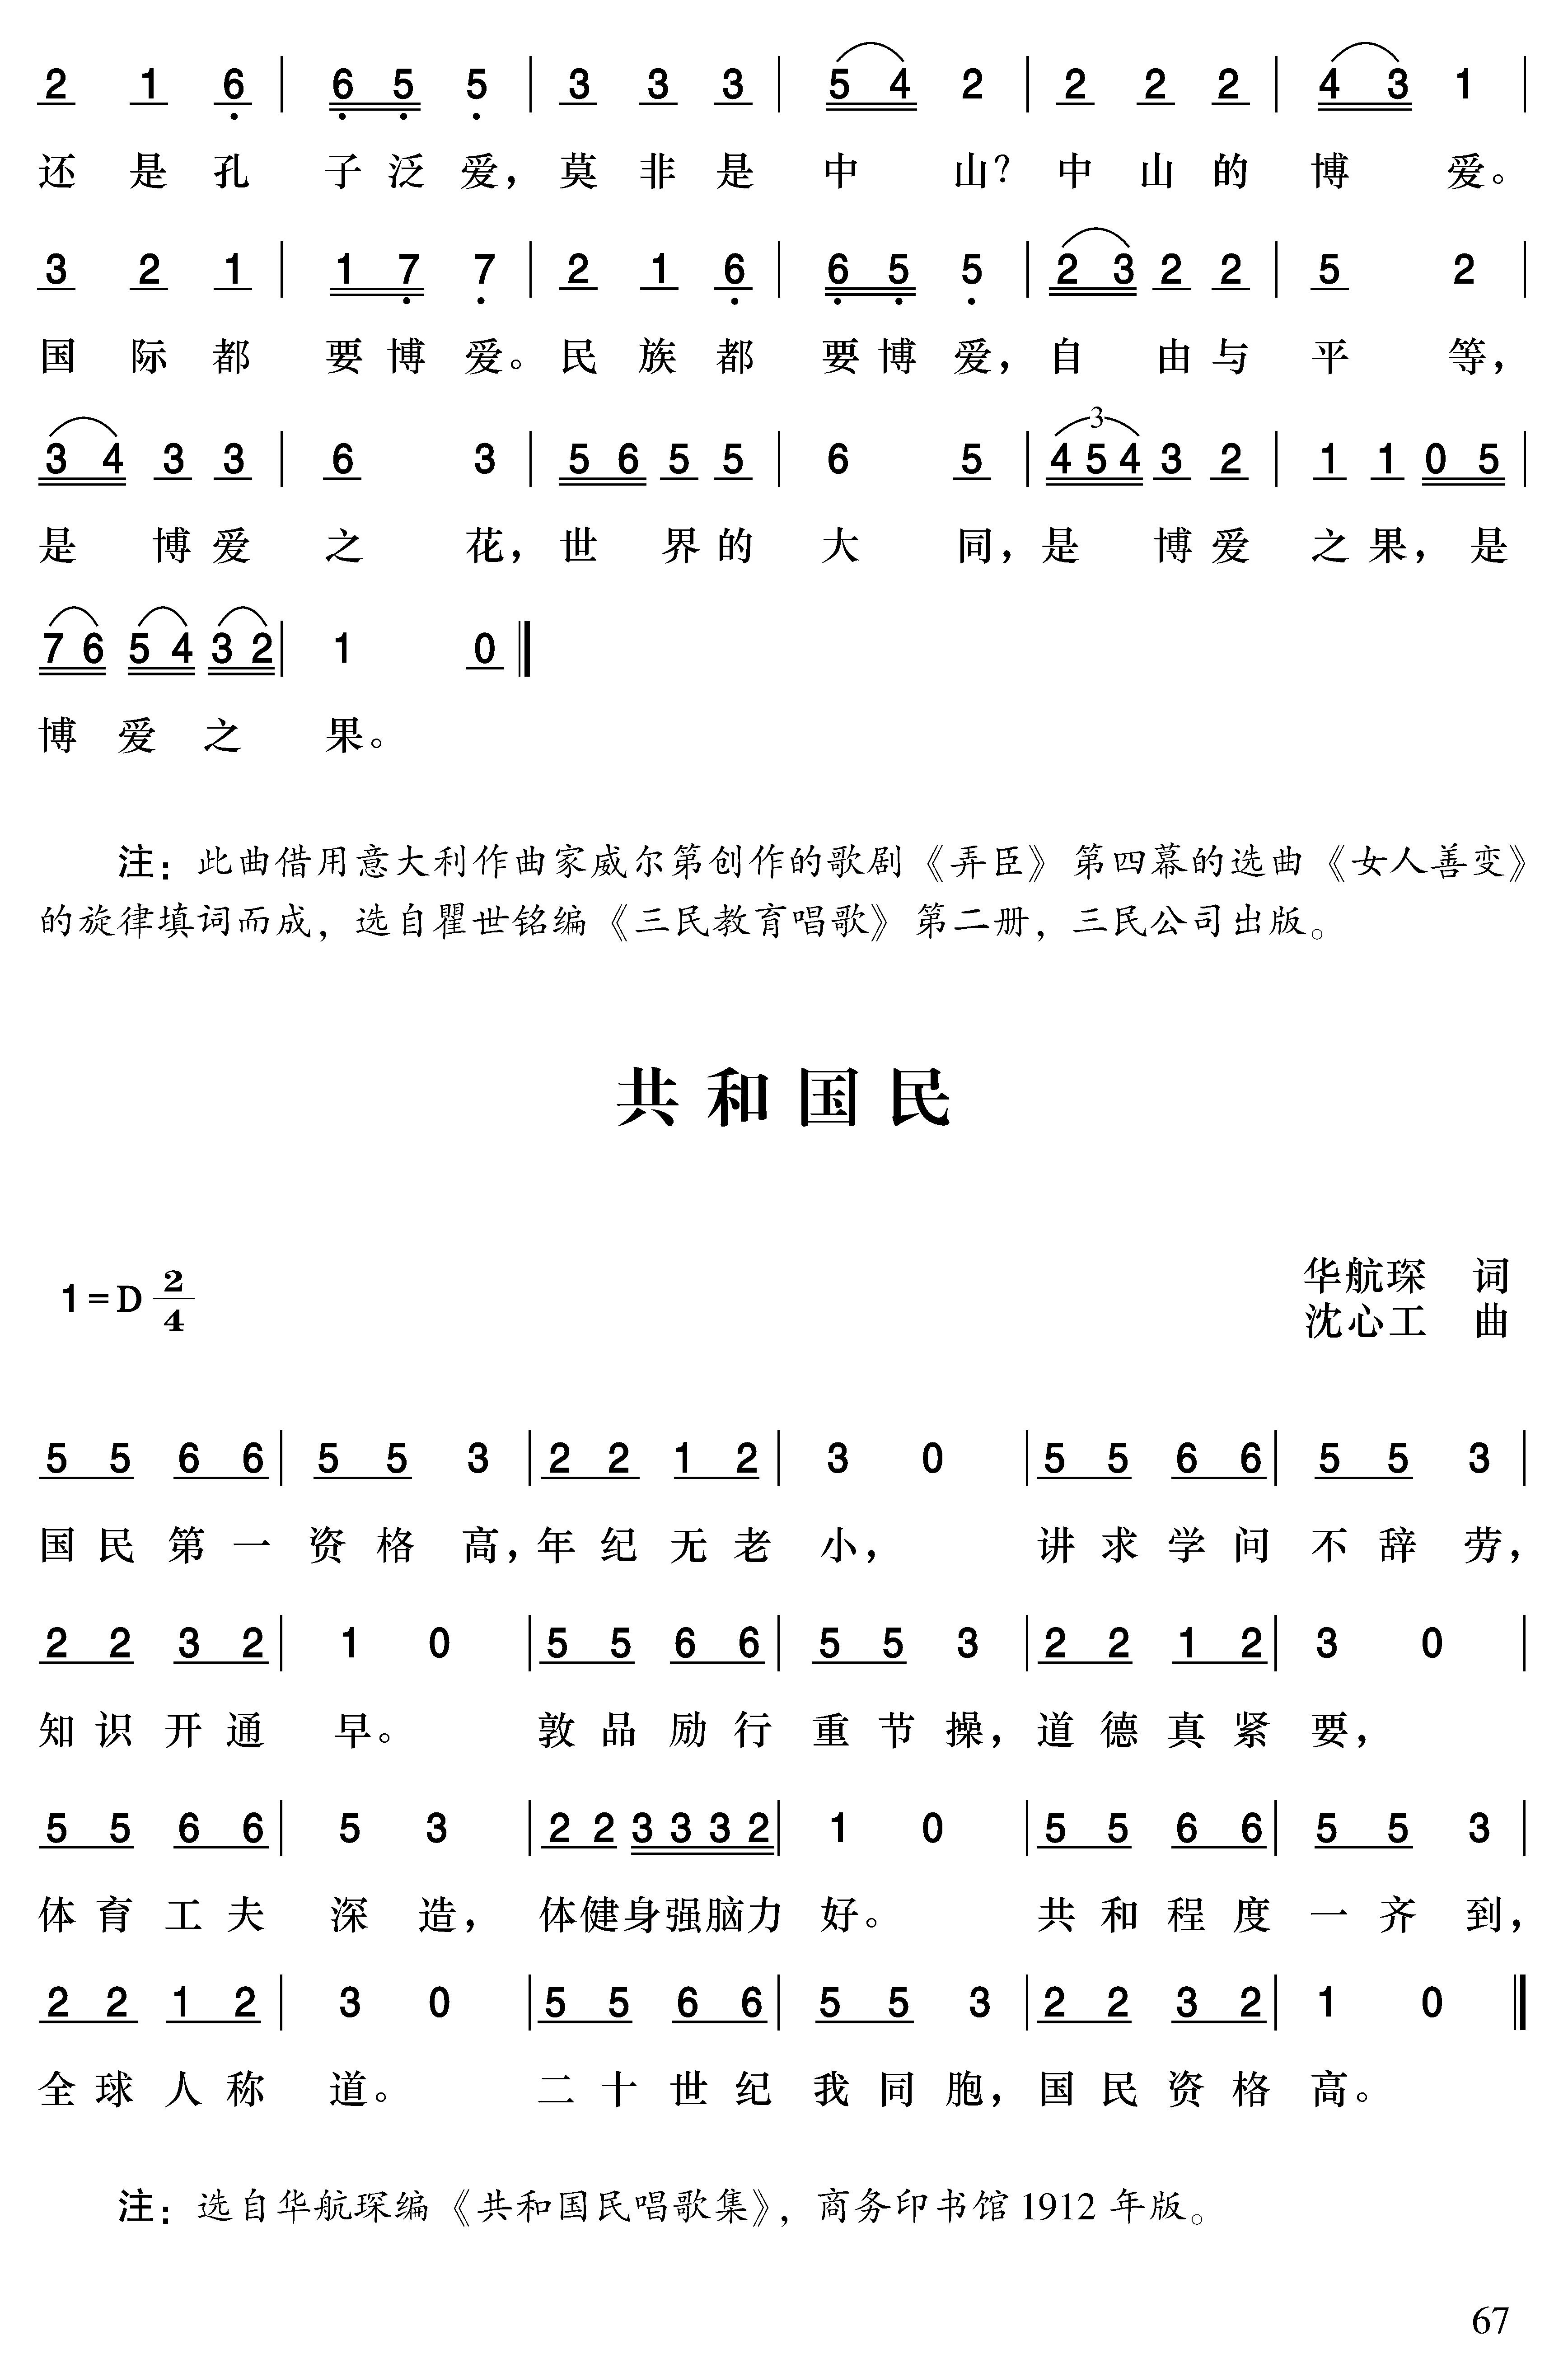 2 1 6 | 6 5 5 | 3 3 3 | 5 4 2 | 2 2 2 | 4 3 1 |
还 是 孔 子 泛 爱，莫 非 是 中 山？中 山 的 博 爱。
3 2 1 | 1 7 7 | 2 1 6 | 6 5 5 | 2 3 2 2 | 5 2 |
国 际 都 要 博 爱。民 族 都 要 博 爱，自 由 与 平 等，
3
3 4 3 3 | 6 3 | 5 6 5 5 | 6 5 | 4 5 4 3 2 | 1 1 0 5 |
是 博 爱 之 花，世 界 的 大 同，是 博 爱 之 果，是
7 6 5 4 3 2 | 1 0 ‖
博 爱 之 果。
注：此曲借用意大利作曲家威尔第创作的歌剧《弄臣》第四幕的选曲《女人善变》
的旋律填词而成，选自瞿世铭编《三民教育唱歌》第二册，三民公司出版。
共和国民
1=D 2/4
华航琛 词
沈心工 曲
5 5 6 6 | 5 5 3 | 2 2 1 2 | 3 0 | 5 5 6 6 | 5 5 3 |
国 民 第 一 资 格 高，年 纪 无 老 小， 讲 求 学 问 不 辞 劳，
2 2 3 2 | 1 0 | 5 5 6 6 | 5 5 3 | 2 2 1 2 | 3 0 |
知 识 开 通 早。 敦 品 励 行 重 节 操，道 德 真 紧 要，
5 5 6 6 | 5 3 | 2 2 3 3 3 2 | 1 0 | 5 5 6 6 | 5 5 3 |
体 育 工 夫 深 造， 体健身强脑力 好。 共 和 程 度 一 齐 到，
2 2 1 2 | 3 0 | 5 5 6 6 | 5 5 3 | 2 2 3 2 | 1 0 ‖
全 球 人 称 道。 二 十 世 纪 我 同 胞，国 民 资 格 高。
注：选自华航琛编《共和国民唱歌集》，商务印书馆1912年版。
67